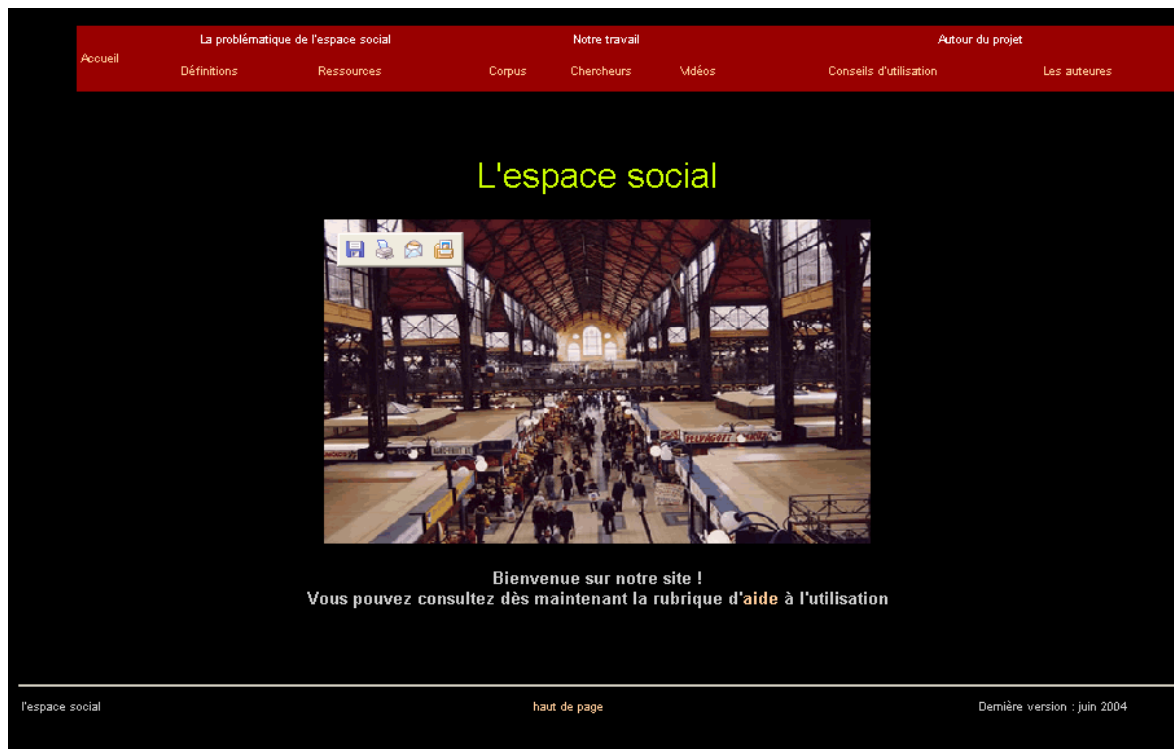 La problématique de l'espace social Notre travail Autour du projet
Accueil
Définitions Ressources Corpus Chercheurs Vidéos Conseils d'utilisation Les auteures
L'espace social
Bienvenue sur notre site !
Vous pouvez consultez dès maintenant la rubrique d'aide à l'utilisation
l'espace social haut de page Dernière version : juin 2004